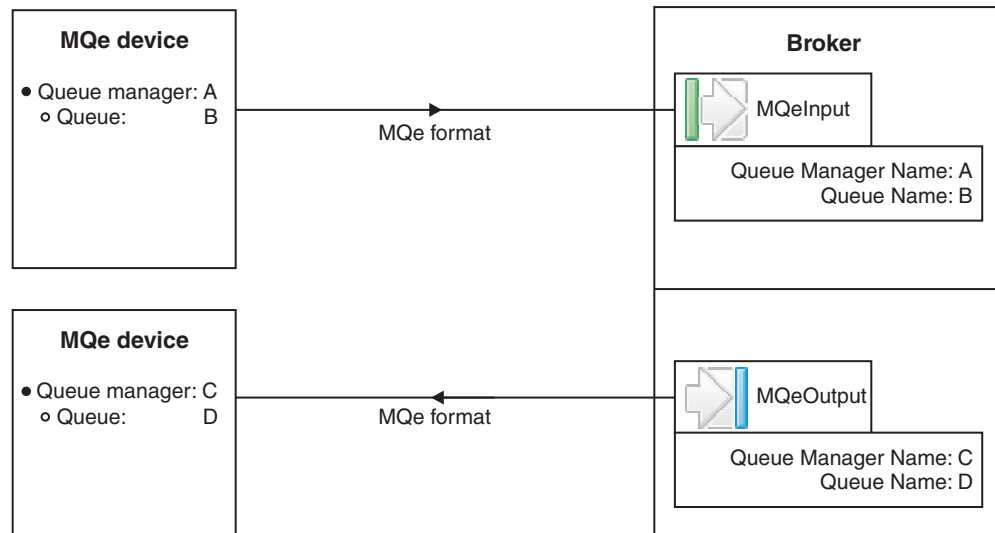 MQe device
• Queue manager: A
o Queue: B
MQe format
Broker
MQeInput
Queue Manager Name: A
Queue Name: B
MQe device
• Queue manager: C
o Queue: D
MQe format
MQeOutput
Queue Manager Name: C
Queue Name: D